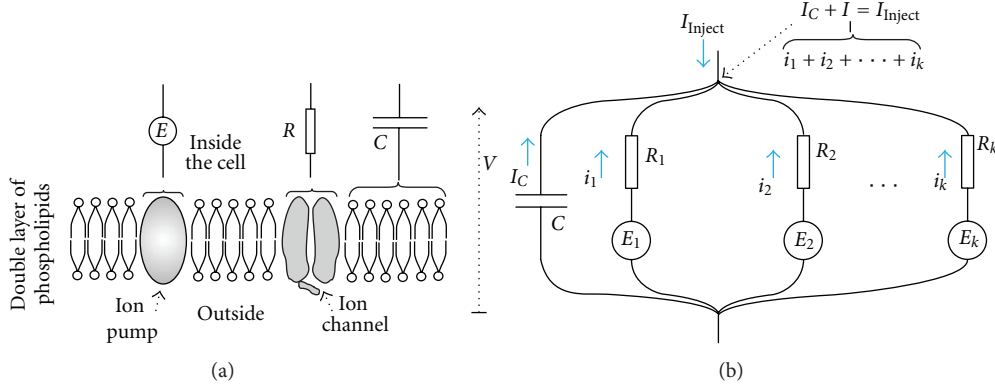 E
Inside
the cell
R
C
Double layer of
phospholipids
Ion
pump
Outside
Ion
channel
(a)
V
I_Inject
I_C + I = I_Inject
i_1 + i_2 + · · · + i_k
I_C
C
i_1
R_1
E_1
i_2
R_2
E_2
· · ·
i_k
R_k
E_k
(b)